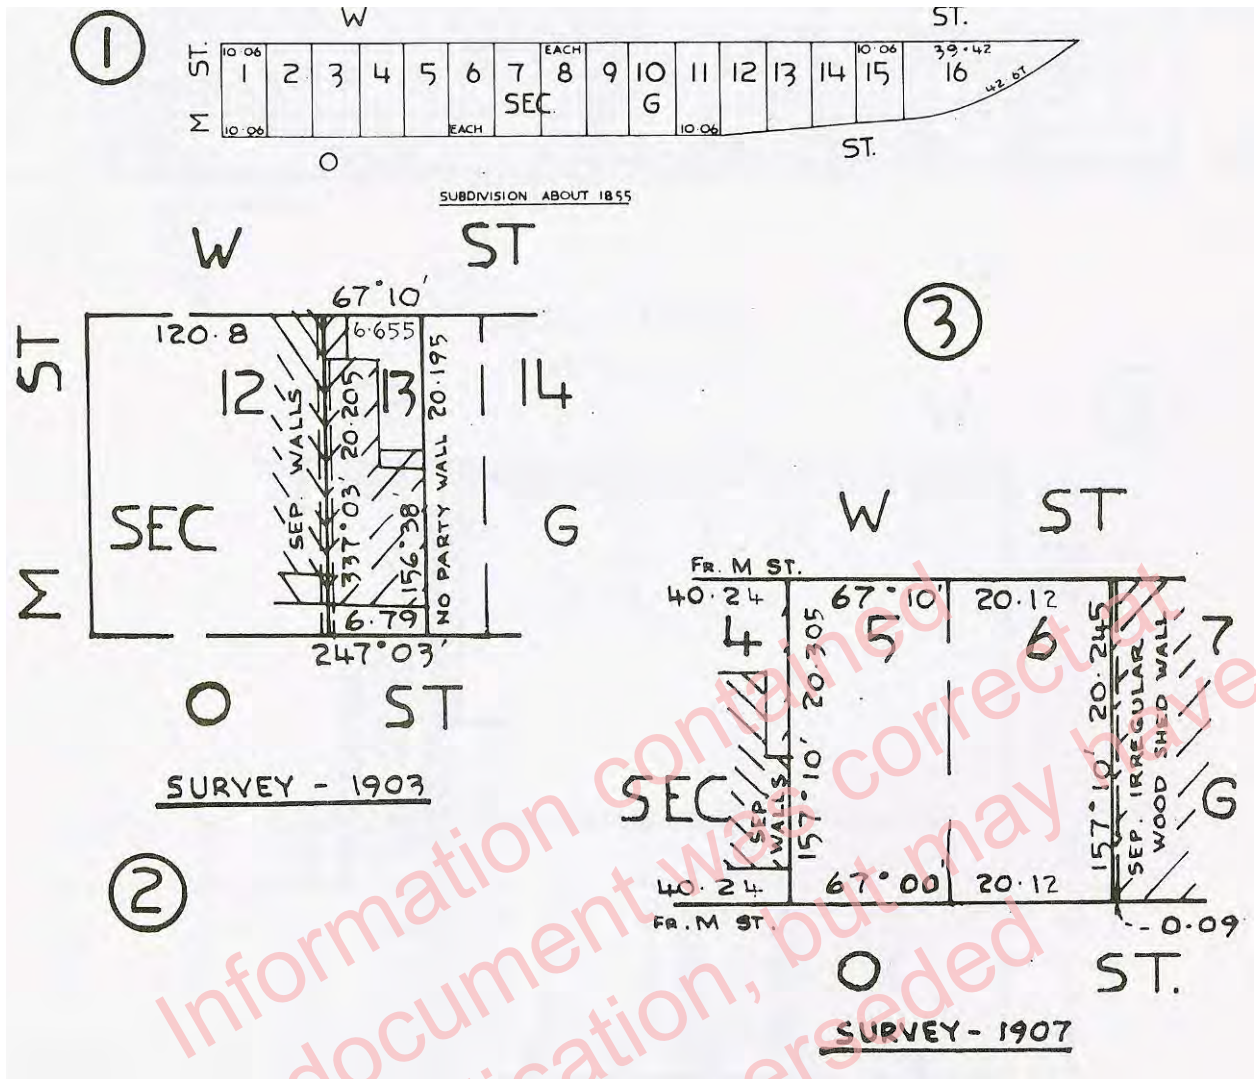 1
W
ST.
M ST.
10·06
EACH
10·06
39·42
1 2 3 4 5 6 7 8 9 10 11 12 13 14 15 16
SEC.
G
42·67
10·06
EACH
10·06
O
ST.
SUBDIVISION ABOUT 1855
W
ST
67°10'
M ST
120·8
6·655
12
13
14
SEP. WALLS
337°03' 20·205
156°38'
NO PARTY WALL 20·195
SEC
G
6·79
247°03'
O
ST
SURVEY - 1903
2
3
W
ST
FR. M ST.
40·24
67°10'
20·12
4
5
6
7
157°10' 20·305
157°10' 20·245
SEP. IRREGULAR
WOOD SHED WALL
SEP.
WALLS
SEC
G
40·24
67°00'
20·12
FR. M ST.
0·09
O
ST.
SURVEY - 1907
Information contained
document was correct at
ication, but may have
erseded